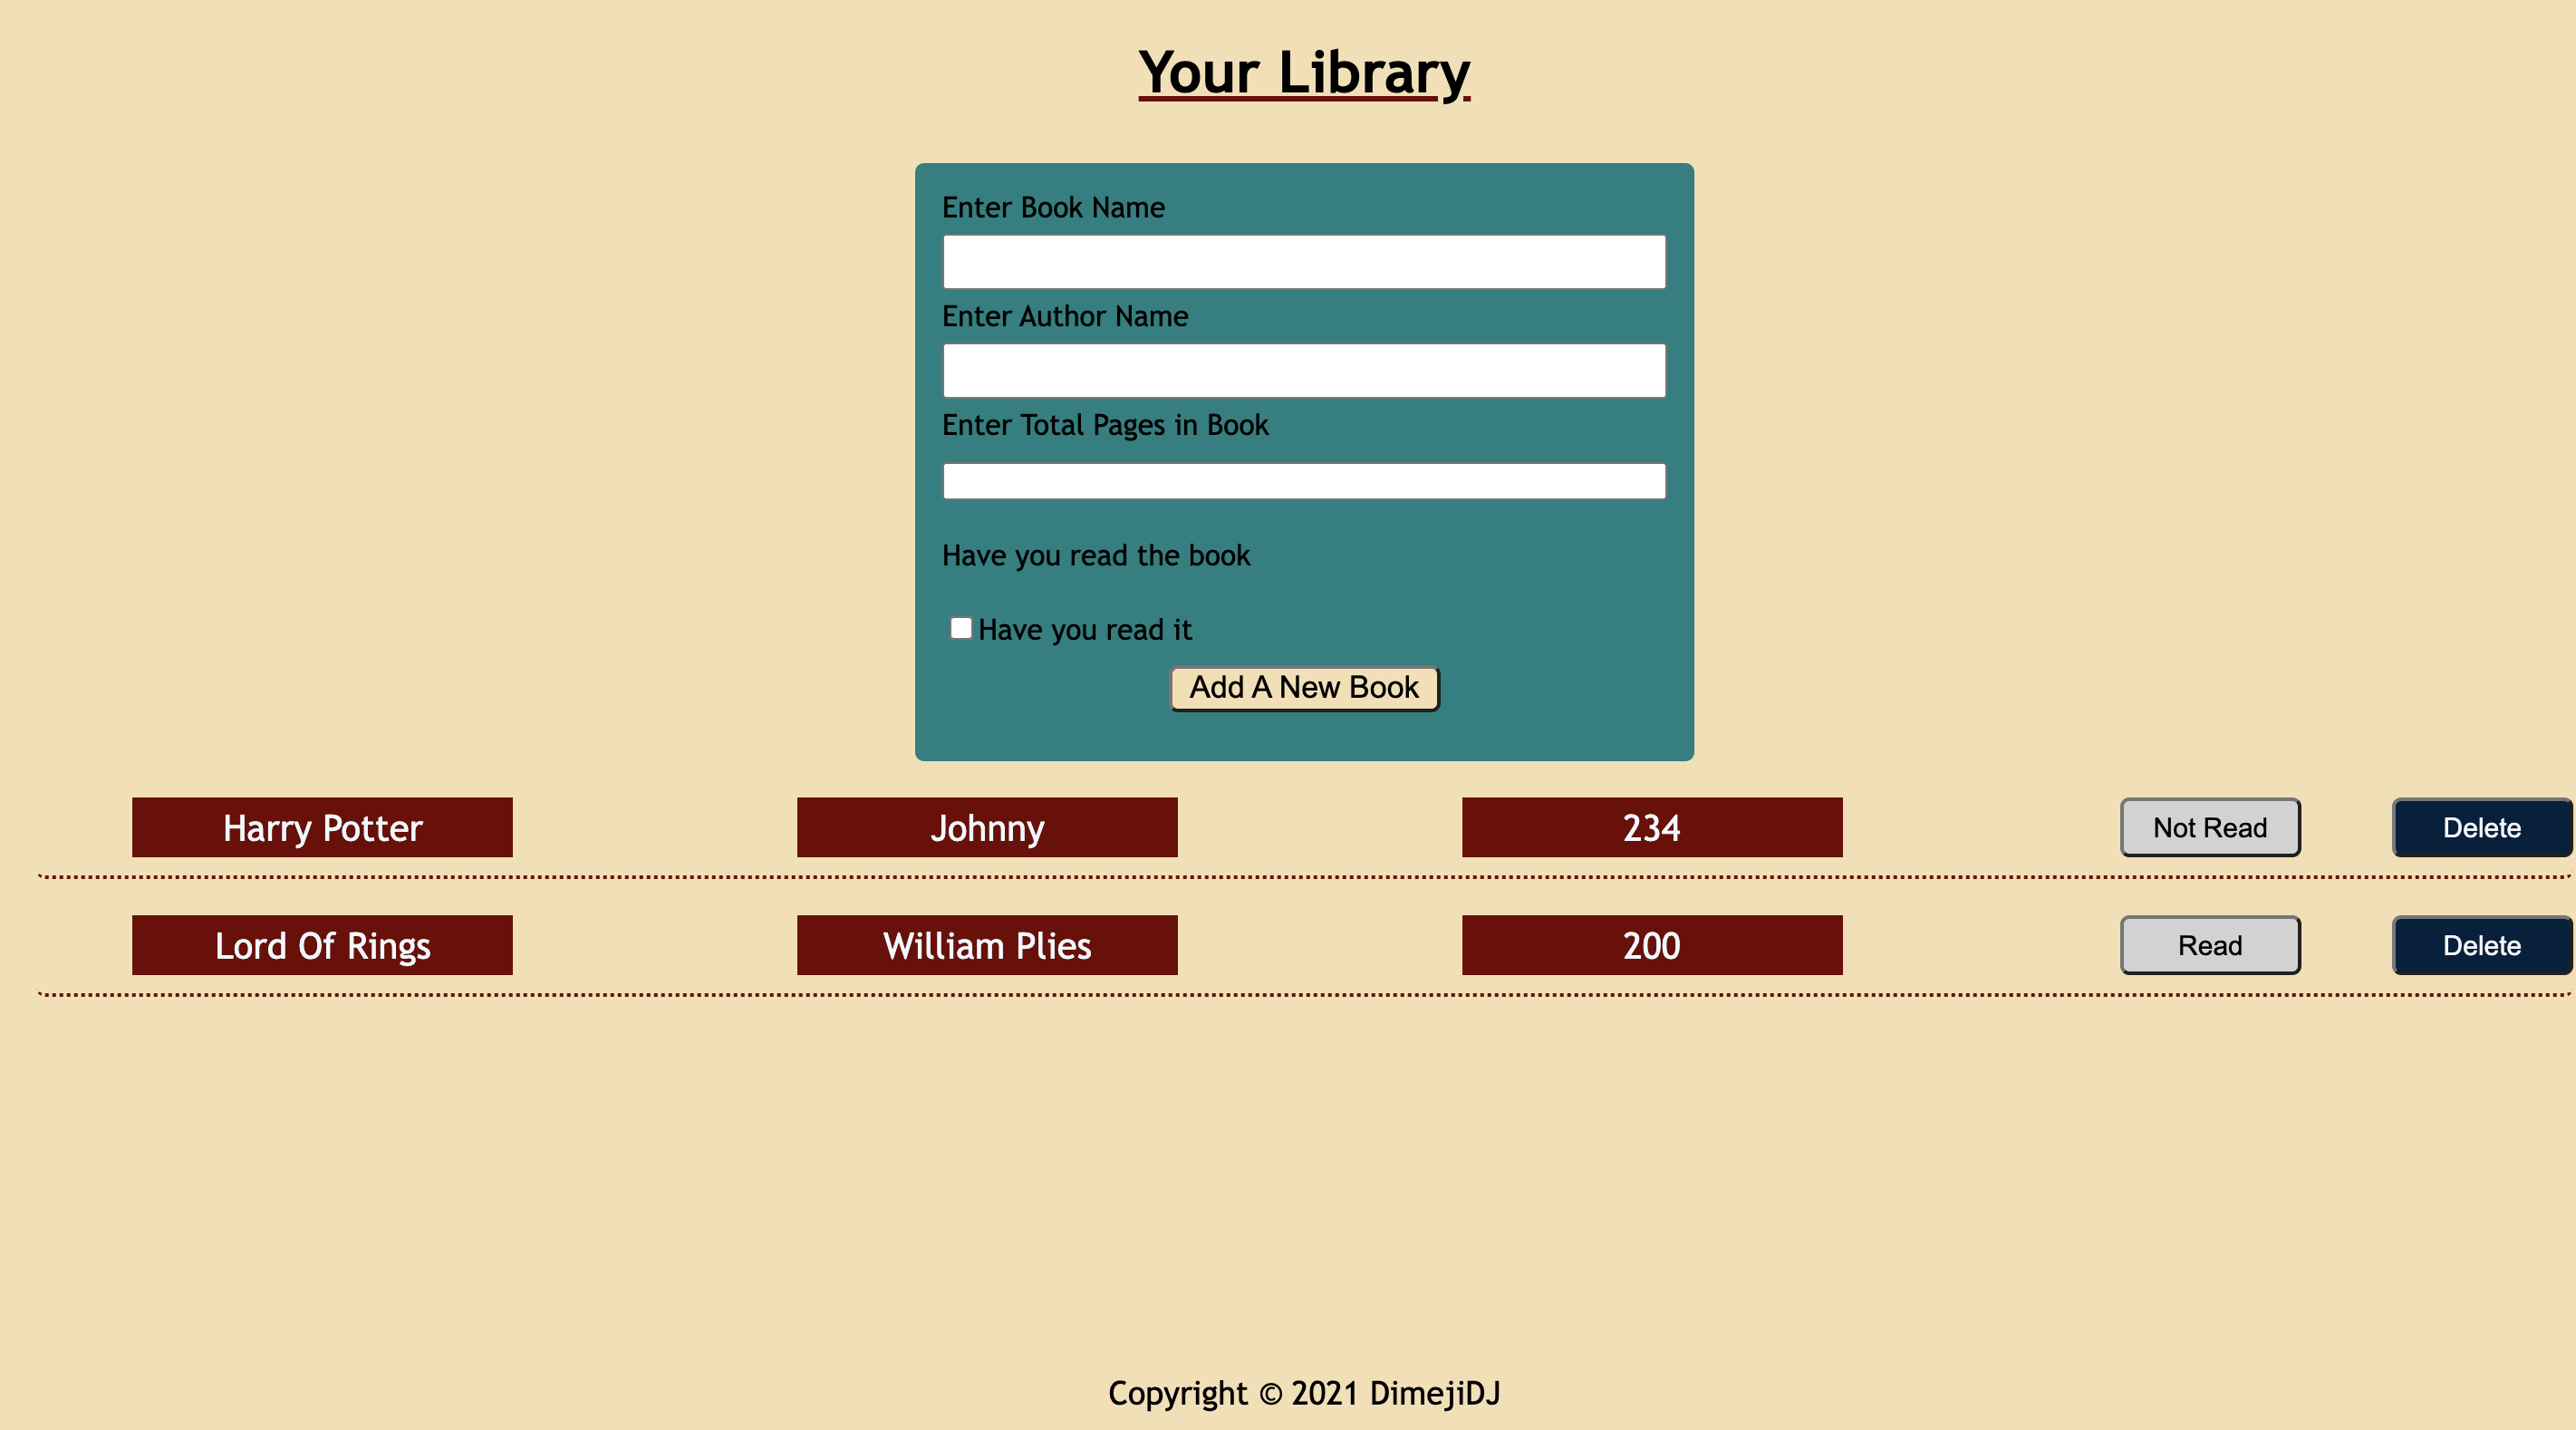 Your Library
Enter Book Name
Enter Author Name
Enter Total Pages in Book
Have you read the book
Have you read it
Add A New Book
Harry Potter Johnny 234 Not Read Delete
Lord Of Rings William Plies 200 Read Delete
Copyright © 2021 DimejiDJ